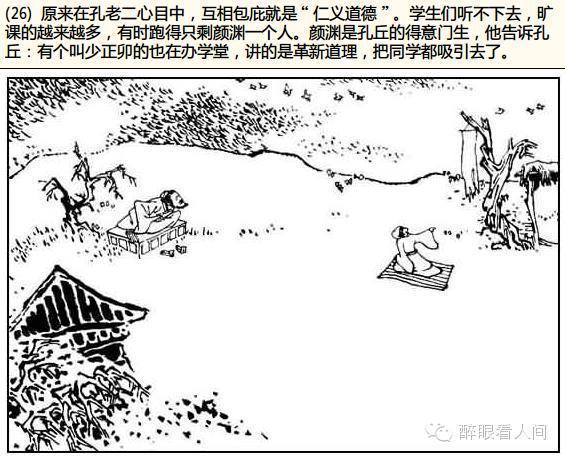 (26) 原来在孔老二心目中，互相包庇就是“仁义道德”。学生们听不下去，旷
课的越来越多，有时跑得只剩颜渊一个人。颜渊是孔丘的得意门生，他告诉孔
丘：有个叫少正卯的也在办学堂，讲的是革新道理，把同学都吸引去了。
醉眼看人间